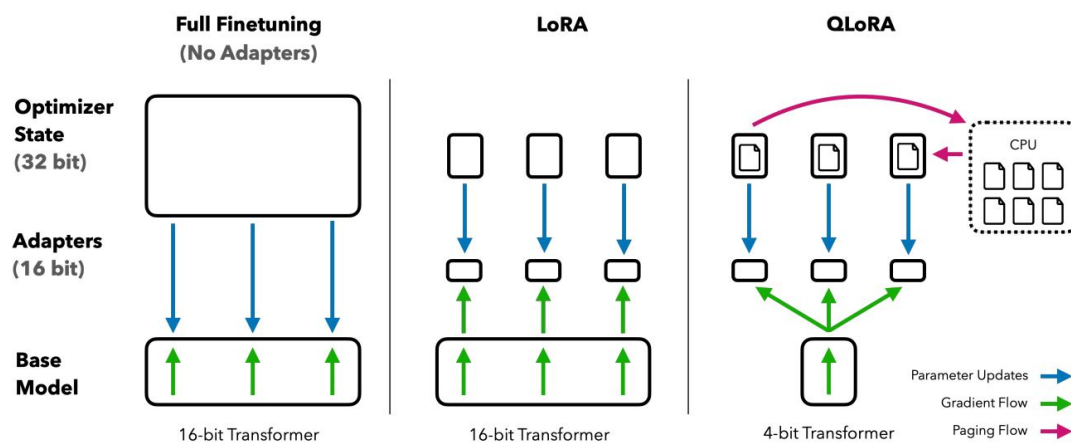 Full Finetuning
(No Adapters)
LoRA
QLoRA
Optimizer
State
(32 bit)
CPU
Adapters
(16 bit)
Base
Model
Parameter Updates
Gradient Flow
Paging Flow
16-bit Transformer
16-bit Transformer
4-bit Transformer